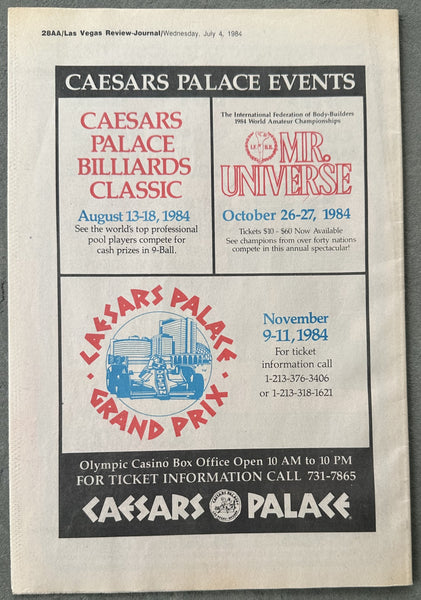 28AA/Las Vegas Review-Journal/Wednesday, July 4, 1984
CAESARS PALACE EVENTS
CAESARS
PALACE
BILLIARDS
CLASSIC
August 13-18, 1984
See the world's top professional
pool players compete for
cash prizes in 9-Ball.
The International Federation of Body-Builders
1984 World Amateur Championships
MR.
UNIVERSE
October 26-27, 1984
Tickets $10 - $60 Now Available
See champions from over forty nations
compete in this annual spectacular!
CAESARS PALACE
GRAND PRIX
November
9-11, 1984
For ticket
information call
1-213-376-3406
or 1-213-318-1621
Olympic Casino Box Office Open 10 AM to 10 PM
FOR TICKET INFORMATION CALL 731-7865
CAESARS PALACE